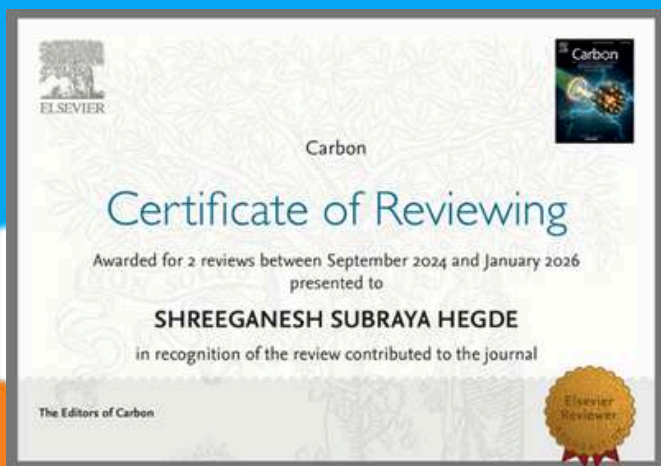 ELSEVIER
Carbon
Carbon
Certificate of Reviewing
Awarded for 2 reviews between September 2024 and January 2026
presented to
SHREEGANESH SUBRAYA HEGDE
in recognition of the review contributed to the journal
The Editors of Carbon
Elsevier
Reviewer